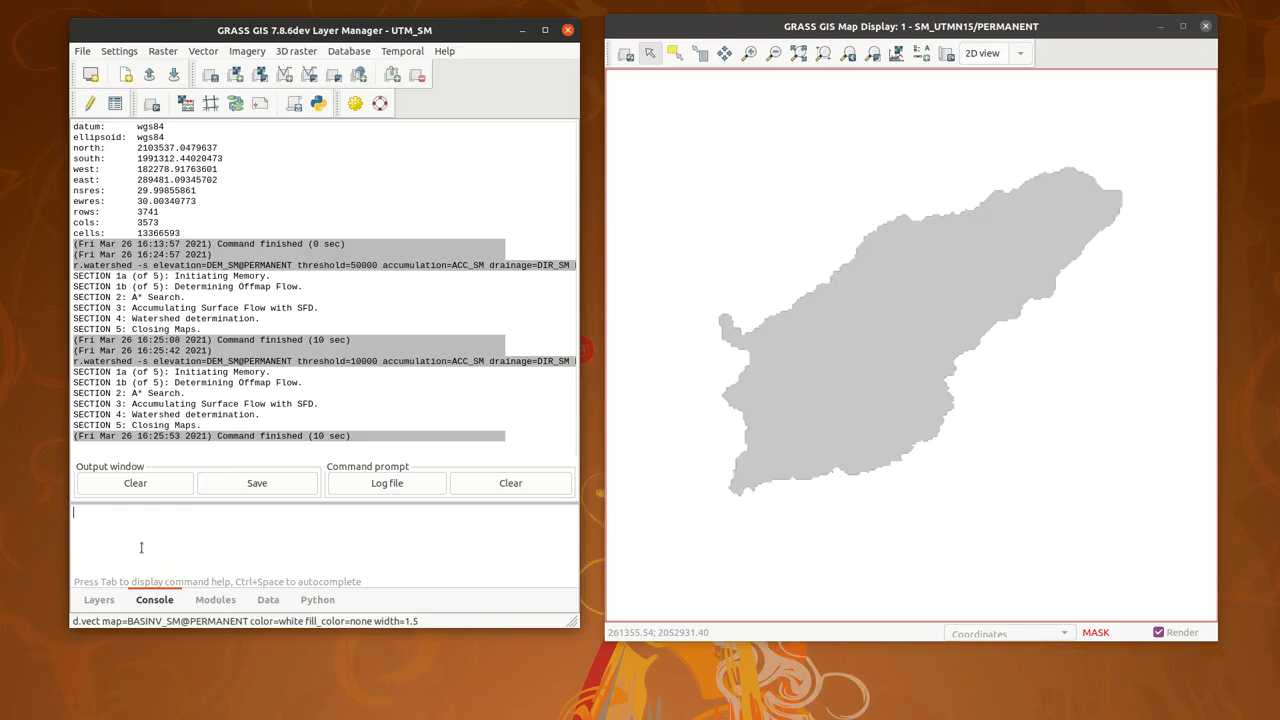 GRASS GIS 7.8.6dev Layer Manager - UTM_SM
File Settings Raster Vector Imagery 3D raster Database Temporal Help
datum: wgs84
ellipsoid: wgs84
north: 2103537.0479637
south: 1991312.44020473
west: 182278.91763601
east: 289481.09345702
nsres: 29.99855861
ewres: 30.00340773
rows: 3741
cols: 3573
cells: 13366593
(Fri Mar 26 16:13:57 2021) Command finished (0 sec)
(Fri Mar 26 16:24:57 2021)
r.watershed -s elevation=DEM_SM@PERMANENT threshold=50000 accumulation=ACC_SM drainage=DIR_SM
SECTION 1a (of 5): Initiating Memory.
SECTION 1b (of 5): Determining Offmap Flow.
SECTION 2: A* Search.
SECTION 3: Accumulating Surface Flow with SFD.
SECTION 4: Watershed determination.
SECTION 5: Closing Maps.
(Fri Mar 26 16:25:08 2021) Command finished (10 sec)
(Fri Mar 26 16:25:42 2021)
r.watershed -s elevation=DEM_SM@PERMANENT threshold=10000 accumulation=ACC_SM drainage=DIR_SM
SECTION 1a (of 5): Initiating Memory.
SECTION 1b (of 5): Determining Offmap Flow.
SECTION 2: A* Search.
SECTION 3: Accumulating Surface Flow with SFD.
SECTION 4: Watershed determination.
SECTION 5: Closing Maps.
(Fri Mar 26 16:25:53 2021) Command finished (10 sec)
Output window Command prompt
Clear Save Log file Clear
Press Tab to display command help, Ctrl+Space to autocomplete
Layers Console Modules Data Python
d.vect map=BASINV_SM@PERMANENT color=white fill_color=none width=1.5
GRASS GIS Map Display: 1 - SM_UTMN15/PERMANENT
2D view
261355.54; 2052931.40 Coordinates MASK Render